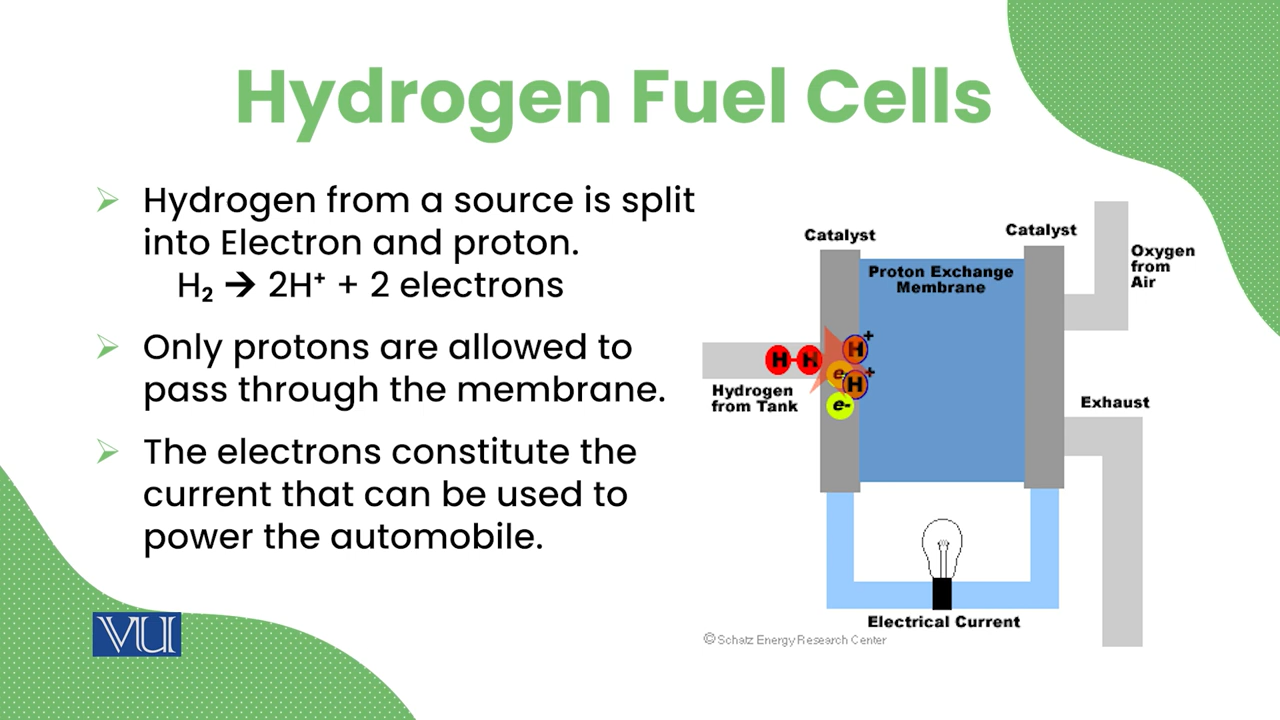 Hydrogen Fuel Cells
➢ Hydrogen from a source is split
into Electron and proton.
H₂ ➔ 2H⁺ + 2 electrons
➢ Only protons are allowed to
pass through the membrane.
➢ The electrons constitute the
current that can be used to
power the automobile.
VU
Catalyst
Catalyst
Proton Exchange
Membrane
Oxygen
from
Air
H-H
H+
e-
H+
e-
Hydrogen
from Tank
Exhaust
Electrical Current
© Schatz Energy Research Center